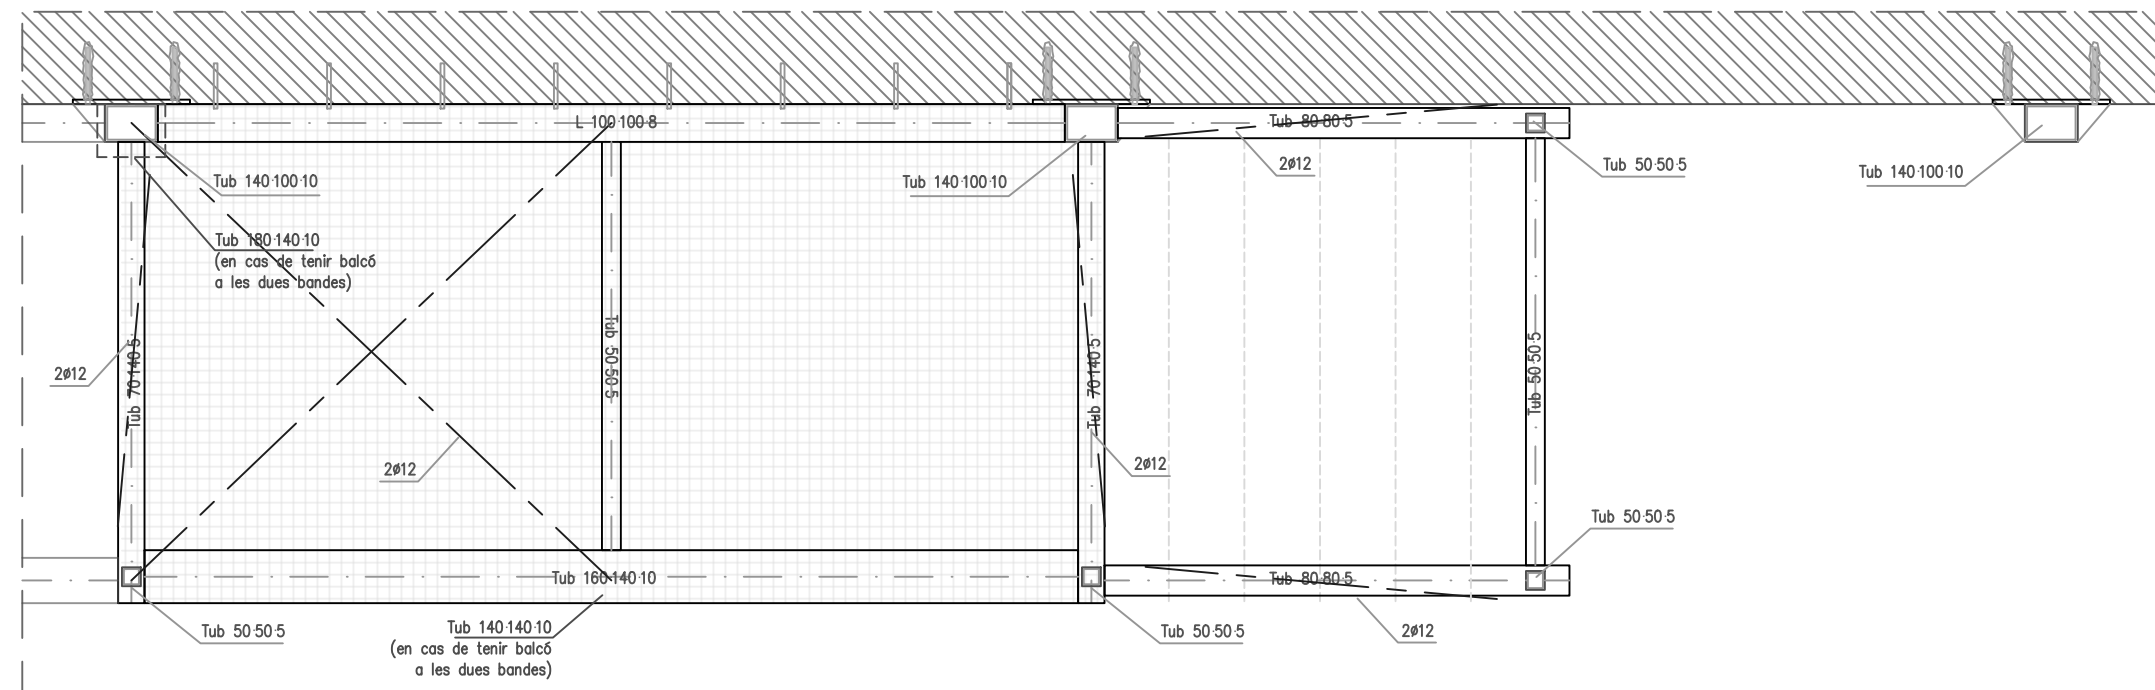 L 100·100·8
Tub 80·80·5
2ø12
Tub 50·50·5
Tub 140·100·10
Tub 140·100·10
Tub 140·100·10
Tub 180·140·10
(en cas de tenir balcó
a les dues bandes)
2ø12
Tub 70·140·5
Tub 50·50·5
Tub 70·140·5
Tub 50·50·5
2ø12
2ø12
Tub 50·50·5
Tub 160·140·10
Tub 80·80·5
Tub 50·50·5
Tub 140·140·10
(en cas de tenir balcó
a les dues bandes)
Tub 50·50·5
2ø12